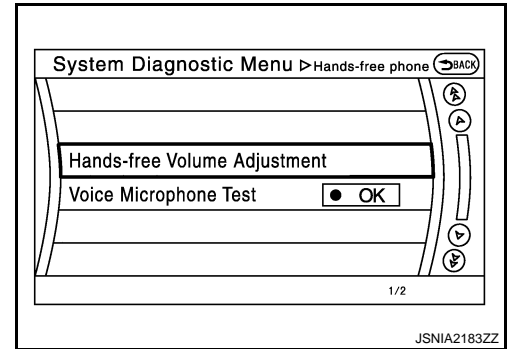 System Diagnostic Menu ▷Hands-free phone BACK
Hands-free Volume Adjustment
Voice Microphone Test ● OK
1/2
JSNIA2183ZZ